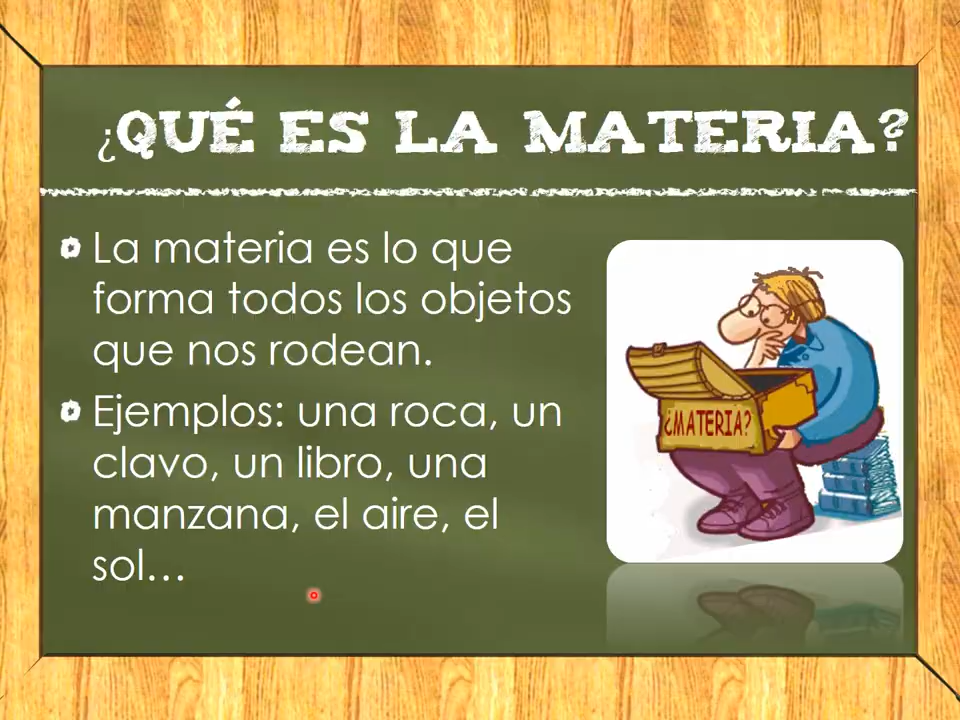 ¿QUÉ ES LA MATERIA?
La materia es lo que
forma todos los objetos
que nos rodean.
Ejemplos: una roca, un
clavo, un libro, una
manzana, el aire, el
sol...
¿MATERIA?